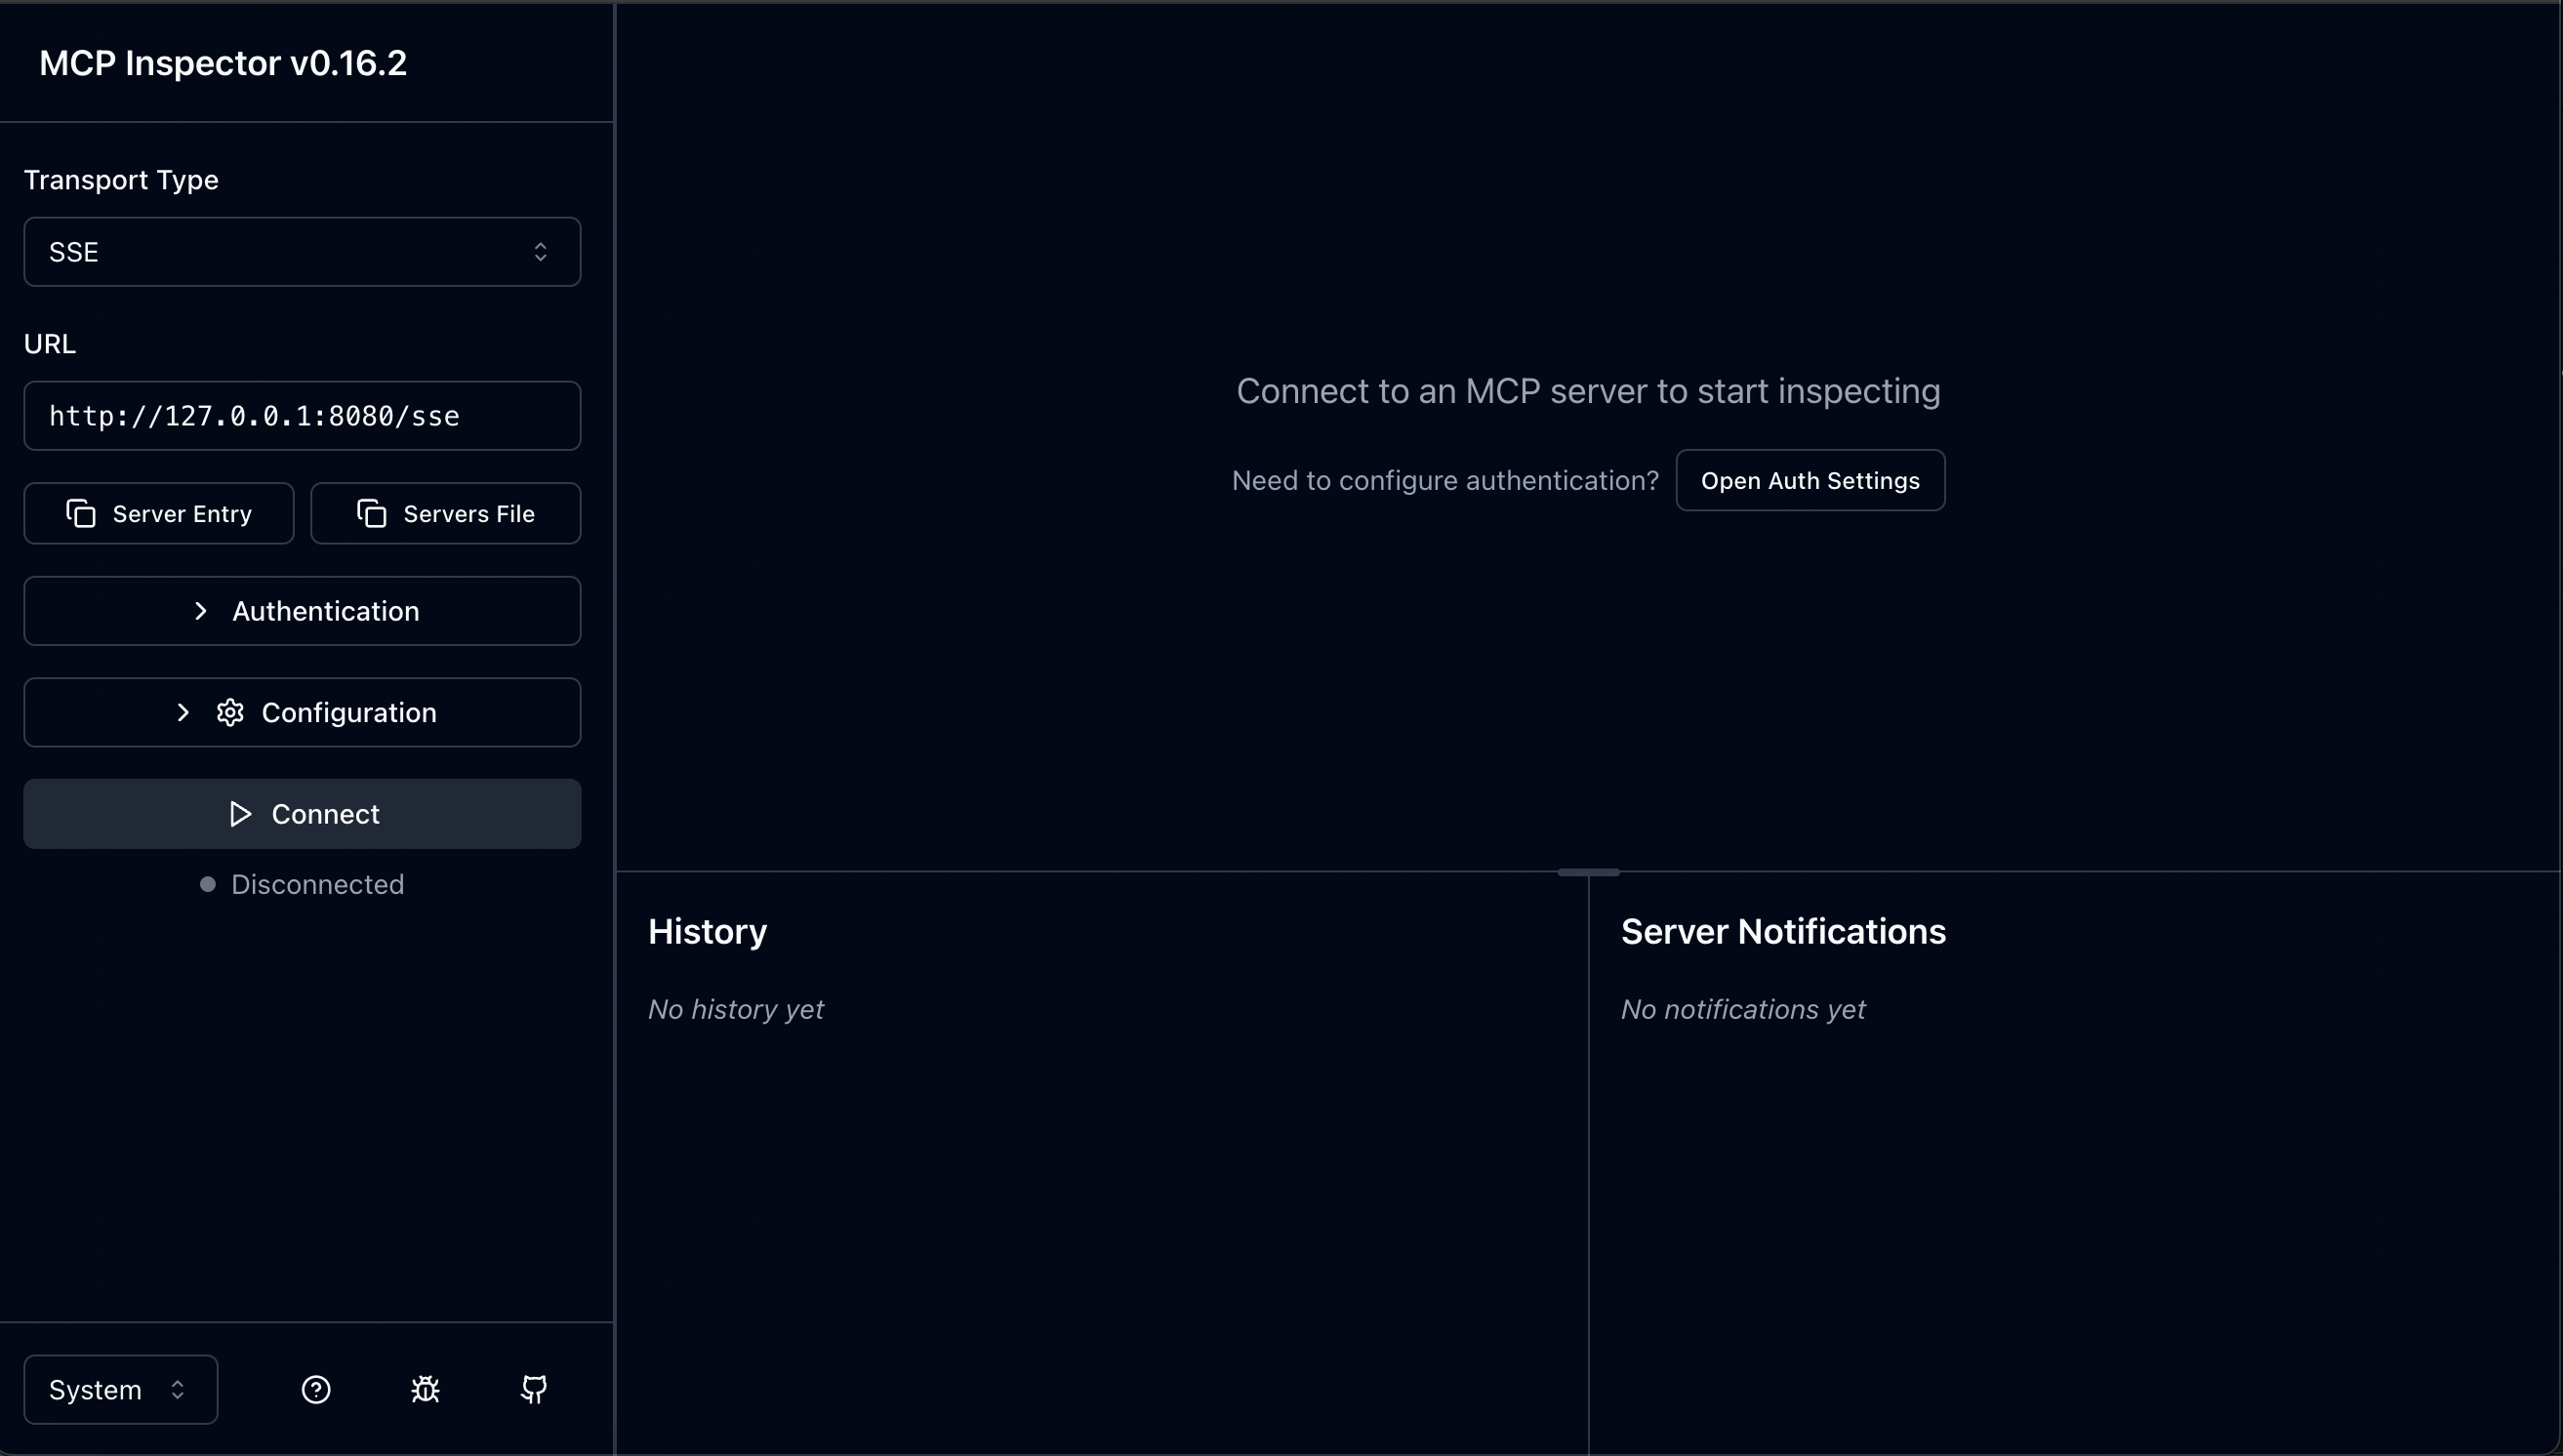 MCP Inspector v0.16.2
Transport Type
SSE
URL
http://127.0.0.1:8080/sse
Server Entry
Servers File
Authentication
Configuration
Connect
Disconnected
System
Connect to an MCP server to start inspecting
Need to configure authentication?
Open Auth Settings
History
No history yet
Server Notifications
No notifications yet